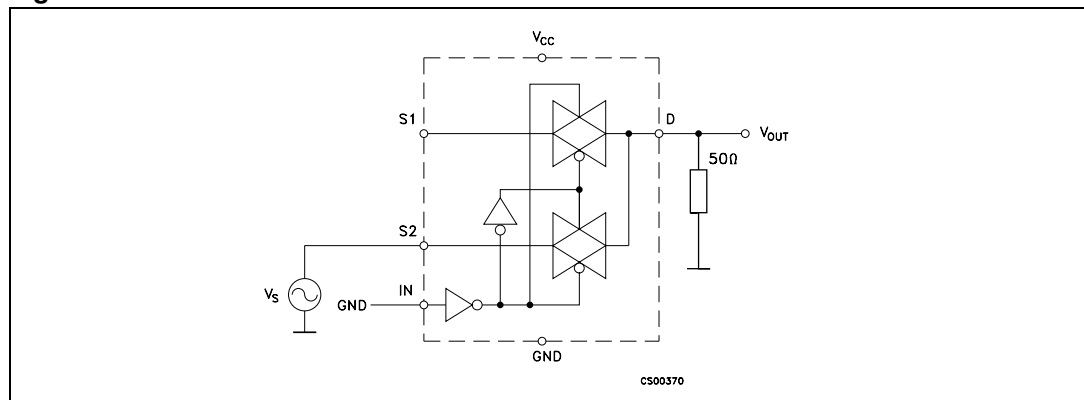 V_CC
S1
D
V_OUT
50Ω
S2
V_S
IN
GND
GND
CS00370